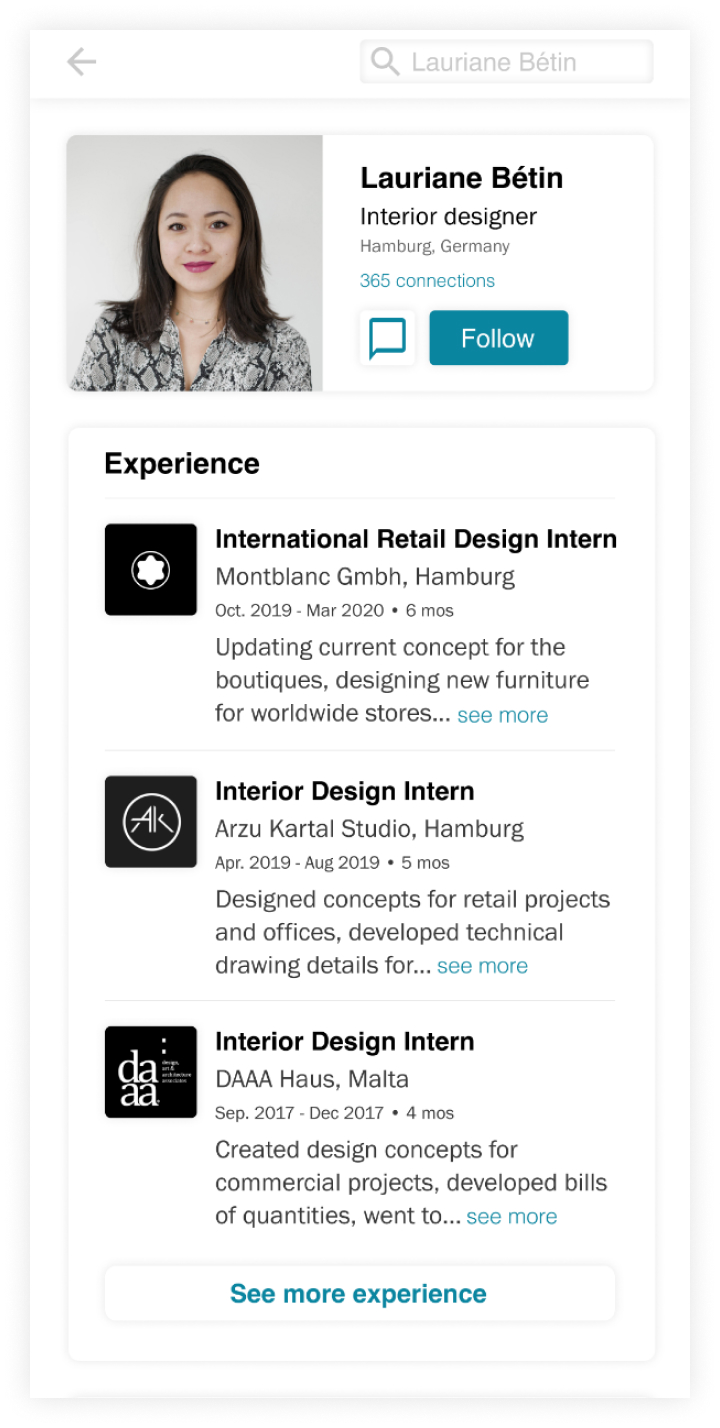 Lauriane Bétin
Lauriane Bétin
Interior designer
Hamburg, Germany
365 connections
Follow
Experience
International Retail Design Intern
Montblanc Gmbh, Hamburg
Oct. 2019 - Mar 2020 • 6 mos
Updating current concept for the
boutiques, designing new furniture
for worldwide stores... see more
AK
Interior Design Intern
Arzu Kartal Studio, Hamburg
Apr. 2019 - Aug 2019 • 5 mos
Designed concepts for retail projects
and offices, developed technical
drawing details for... see more
da
aa
design,
art &
architecture
associates
Interior Design Intern
DAAA Haus, Malta
Sep. 2017 - Dec 2017 • 4 mos
Created design concepts for
commercial projects, developed bills
of quantities, went to... see more
See more experience